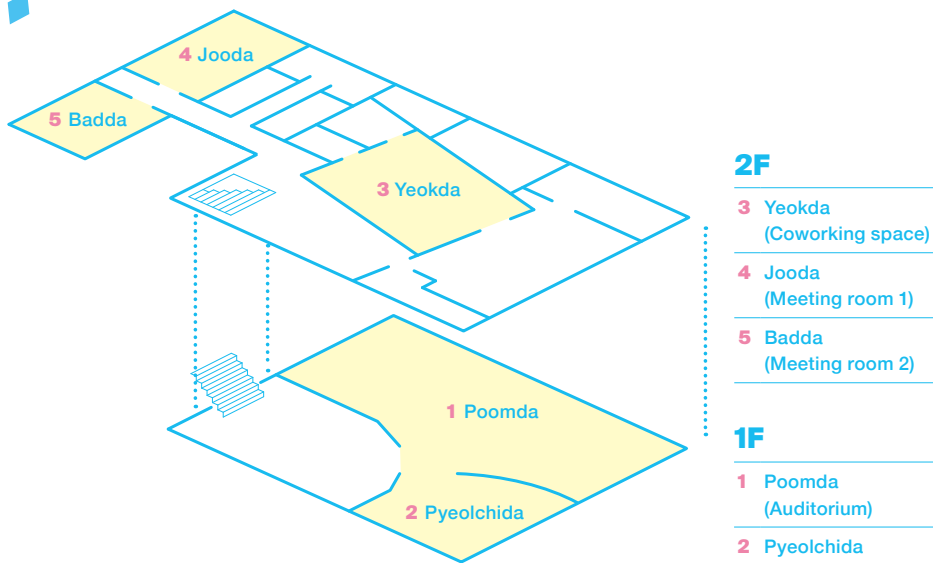 4 Jooda
5 Badda
3 Yeokda
1 Poomda
2 Pyeolchida
2F
3 Yeokda
(Coworking space)
4 Jooda
(Meeting room 1)
5 Badda
(Meeting room 2)
1F
1 Poomda
(Auditorium)
2 Pyeolchida